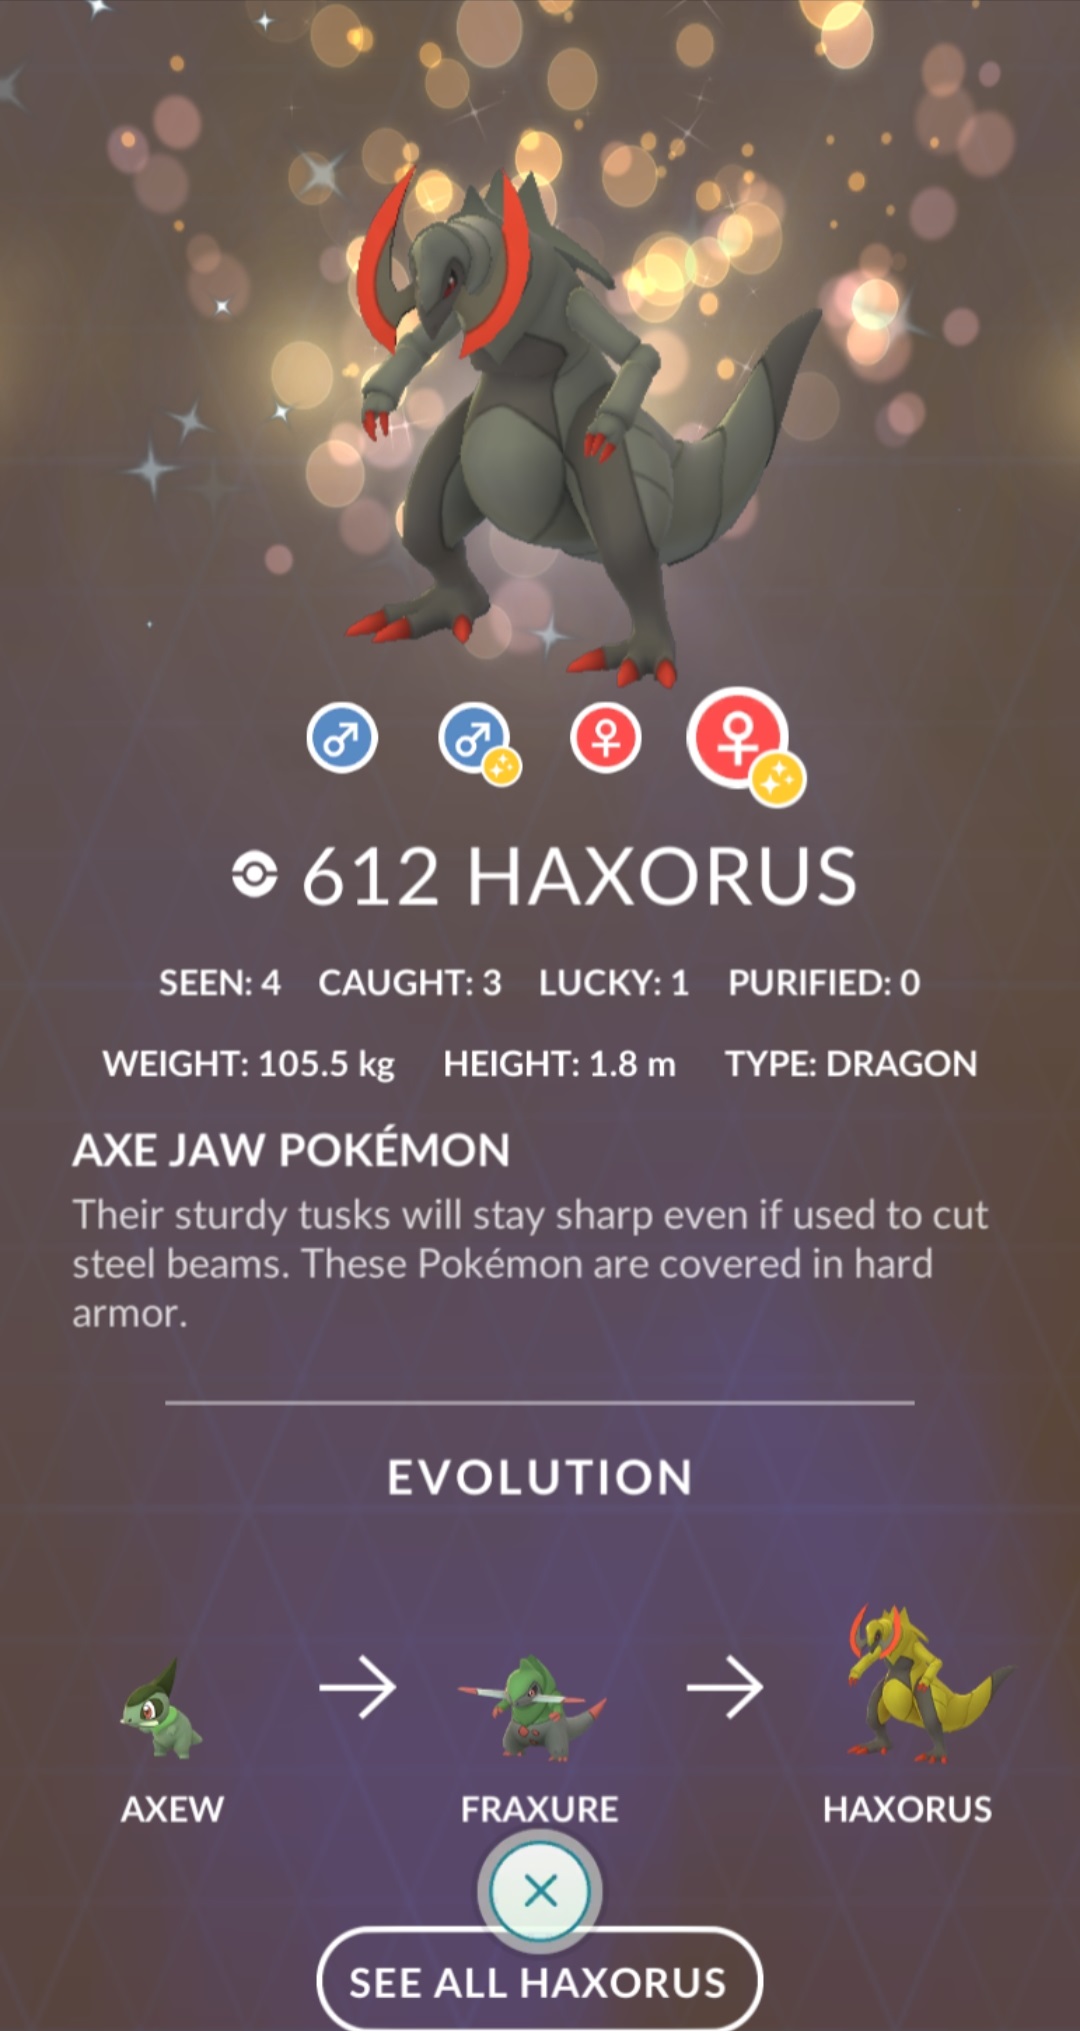 612 HAXORUS
SEEN: 4 CAUGHT: 3 LUCKY: 1 PURIFIED: 0
WEIGHT: 105.5 kg HEIGHT: 1.8 m TYPE: DRAGON
AXE JAW POKÉMON
Their sturdy tusks will stay sharp even if used to cut
steel beams. These Pokémon are covered in hard
armor.
EVOLUTION
AXEW FRAXURE HAXORUS
SEE ALL HAXORUS